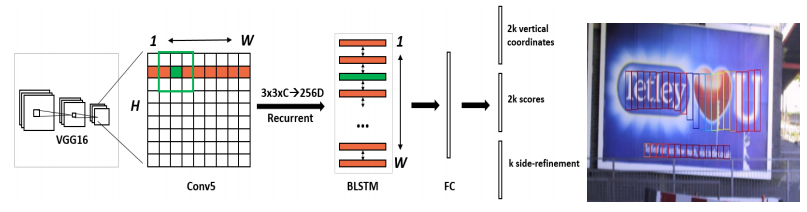 VGG16
1
W
H
Conv5
3x3xC→256D
Recurrent
1
...
W
BLSTM
FC
2k vertical
coordinates
2k scores
k side-refinement
Tetley
U